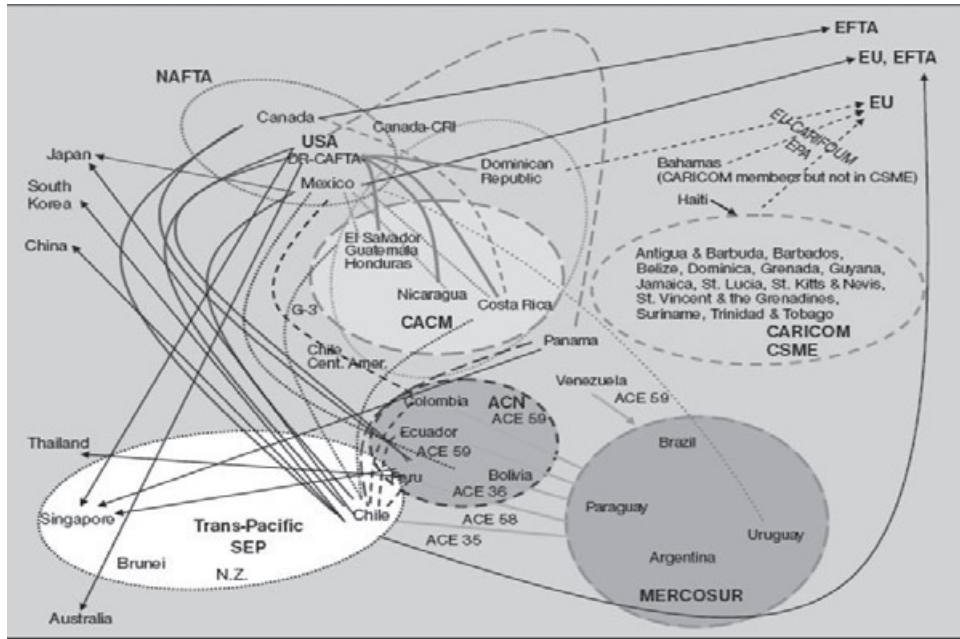 EFTA
EU, EFTA
NAFTA
EU
Canada
Canada-CRI
USA
EU-CARIFOUM
EPA
DR-CAFTA
Japan
Dominican
Republic
Bahamas
(CARICOM members but not in CSME)
Mexico
South
Korea
Haiti
China
El Salvador
Guatemala
Honduras
Antigua & Barbuda, Barbados,
Belize, Dominica, Grenada, Guyana,
Jamaica, St. Lucia, St. Kitts & Nevis,
St. Vincent & the Grenadines,
Suriname, Trinidad & Tobago
CARICOM
CSME
Nicaragua
Costa Rica
G-3
CACM
Chile
Cent. Amer.
Panama
Venezuela
ACE 59
Colombia
ACN
ACE 59
Ecuador
ACE 59
Brazil
Thailand
Peru
Bolivia
ACE 36
Paraguay
Singapore
Trans-Pacific
SEP
Chile
ACE 58
ACE 35
Uruguay
Brunei
N.Z.
Argentina
MERCOSUR
Australia